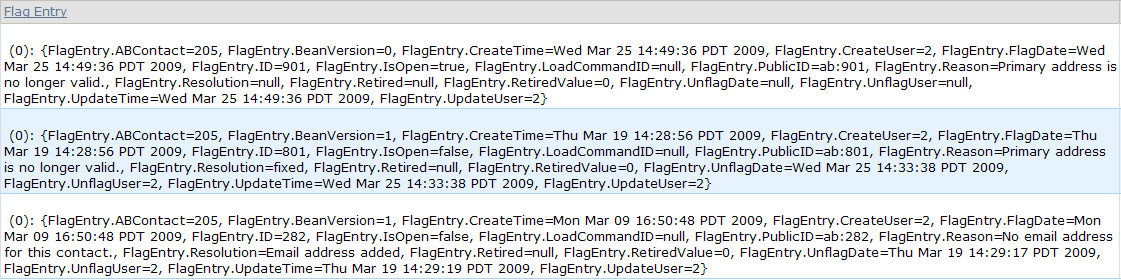 Flag Entry
(0): {FlagEntry.ABContact=205, FlagEntry.BeanVersion=0, FlagEntry.CreateTime=Wed Mar 25 14:49:36 PDT 2009, FlagEntry.CreateUser=2, FlagEntry.FlagDate=Wed
Mar 25 14:49:36 PDT 2009, FlagEntry.ID=901, FlagEntry.IsOpen=true, FlagEntry.LoadCommandID=null, FlagEntry.PublicID=ab:901, FlagEntry.Reason=Primary address is
no longer valid., FlagEntry.Resolution=null, FlagEntry.Retired=null, FlagEntry.RetiredValue=0, FlagEntry.UnflagDate=null, FlagEntry.UnflagUser=null,
FlagEntry.UpdateTime=Wed Mar 25 14:49:36 PDT 2009, FlagEntry.UpdateUser=2}
(0): {FlagEntry.ABContact=205, FlagEntry.BeanVersion=1, FlagEntry.CreateTime=Thu Mar 19 14:28:56 PDT 2009, FlagEntry.CreateUser=2, FlagEntry.FlagDate=Thu
Mar 19 14:28:56 PDT 2009, FlagEntry.ID=801, FlagEntry.IsOpen=false, FlagEntry.LoadCommandID=null, FlagEntry.PublicID=ab:801, FlagEntry.Reason=Primary address
is no longer valid., FlagEntry.Resolution=fixed, FlagEntry.Retired=null, FlagEntry.RetiredValue=0, FlagEntry.UnflagDate=Wed Mar 25 14:33:38 PDT 2009,
FlagEntry.UnflagUser=2, FlagEntry.UpdateTime=Wed Mar 25 14:33:38 PDT 2009, FlagEntry.UpdateUser=2}
(0): {FlagEntry.ABContact=205, FlagEntry.BeanVersion=1, FlagEntry.CreateTime=Mon Mar 09 16:50:48 PDT 2009, FlagEntry.CreateUser=2, FlagEntry.FlagDate=Mon
Mar 09 16:50:48 PDT 2009, FlagEntry.ID=282, FlagEntry.IsOpen=false, FlagEntry.LoadCommandID=null, FlagEntry.PublicID=ab:282, FlagEntry.Reason=No email address
for this contact., FlagEntry.Resolution=Email address added, FlagEntry.Retired=null, FlagEntry.RetiredValue=0, FlagEntry.UnflagDate=Thu Mar 19 14:29:17 PDT 2009,
FlagEntry.UnflagUser=2, FlagEntry.UpdateTime=Thu Mar 19 14:29:19 PDT 2009, FlagEntry.UpdateUser=2}